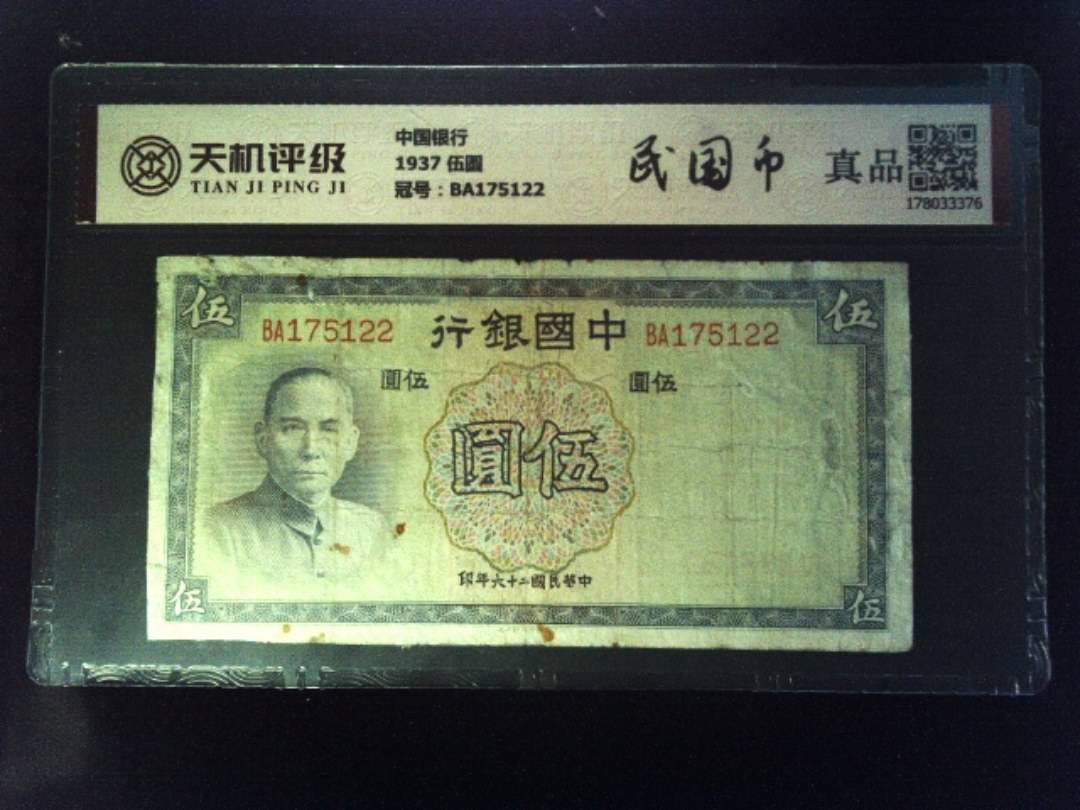 天机评级
TIAN JI PING JI
中国银行
1937 伍圆
冠号：BA175122
民国币
真品
178033376
伍
伍
BA175122
行銀國中
BA175122
圓伍
伍圓
圓伍
印年六十二國民華中
伍
伍